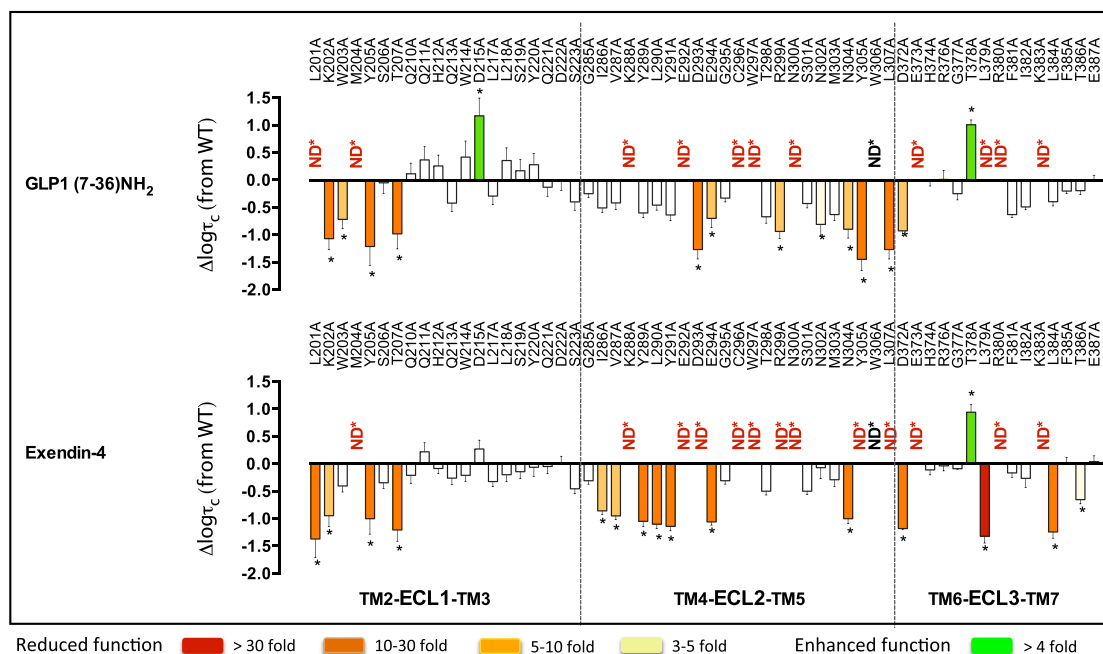 L201A K202A W203A M204A Y205A S206A T207A Q210A Q211A H212A Q213A W214A D215A L217A L218A S219A Y220A Q221A D222A S223A G285A I286A V287A K288A Y289A L290A Y291A E292A D293A E294A G295A C296A W297A T298A R299A N300A S301A N302A M303A N304A Y305A W306A L307A D372A E373A H374A R376A G377A T378A L379A R380A F381A I382A K383A L384A F385A T386A E387A
GLP1 (7-36)NH2
Δlogτc (from WT)
1.5
1.0
0.5
0.0
-0.5
-1.0
-1.5
-2.0
ND* ND* ND* ND* ND* ND* ND* ND* ND* ND* ND* ND*
* * * * * * * * * * * * * *
L201A K202A W203A M204A Y205A S206A T207A Q210A Q211A H212A Q213A W214A D215A L217A L218A S219A Y220A Q221A D222A S223A G285A I286A V287A K288A Y289A L290A Y291A E292A D293A E294A G295A C296A W297A T298A R299A N300A S301A N302A M303A N304A Y305A W306A L307A D372A E373A H374A R376A G377A T378A L379A R380A F381A I382A K383A L384A F385A T386A E387A
Exendin-4
Δlogτc (from WT)
1.5
1.0
0.5
0.0
-0.5
-1.0
-1.5
-2.0
ND* ND* ND* ND* ND* ND* ND* ND* ND* ND* ND* ND* ND* ND*
* * * * * * * * * * * * * * * *
TM2-ECL1-TM3 TM4-ECL2-TM5 TM6-ECL3-TM7
Reduced function > 30 fold 10-30 fold 5-10 fold 3-5 fold Enhanced function > 4 fold